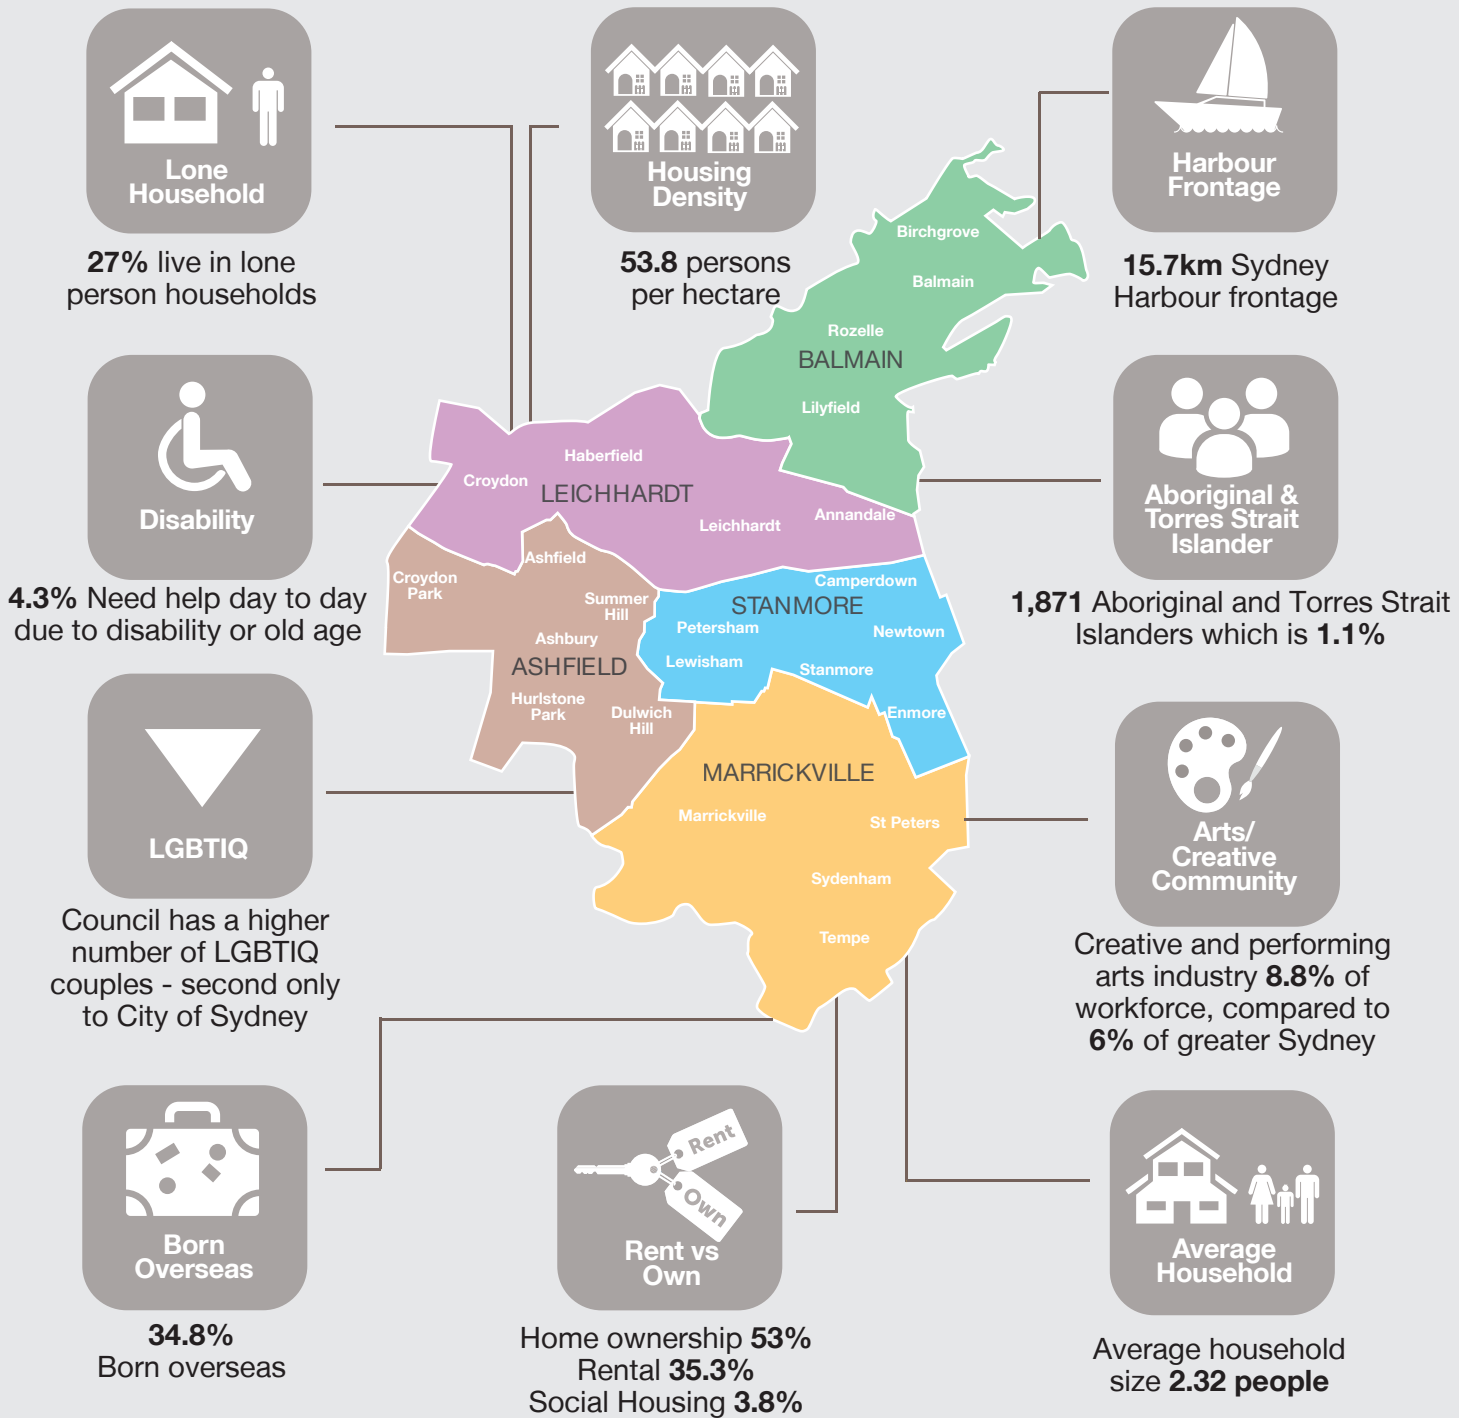 Lone
Household
27% live in lone
person households
Housing
Density
53.8 persons
per hectare
Harbour
Frontage
15.7km Sydney
Harbour frontage
Disability
4.3% Need help day to day
due to disability or old age
Aboriginal &
Torres Strait
Islander
1,871 Aboriginal and Torres Strait
Islanders which is 1.1%
LGBTIQ
Council has a higher
number of LGBTIQ
couples - second only
to City of Sydney
Arts/
Creative
Community
Creative and performing
arts industry 8.8% of
workforce, compared to
6% of greater Sydney
Birchgrove
Balmain
Rozelle
BALMAIN
Lilyfield
Haberfield
Croydon
LEICHHARDT
Leichhardt
Annandale
Ashfield
Croydon
Park
Summer
Hill
Ashbury
ASHFIELD
Hurlstone
Park
Dulwich
Hill
Camperdown
STANMORE
Petersham
Newtown
Lewisham
Stanmore
Enmore
MARRICKVILLE
Marrickville
St Peters
Sydenham
Tempe
Born
Overseas
34.8%
Born overseas
Rent
Own
Rent vs
Own
Home ownership 53%
Rental 35.3%
Social Housing 3.8%
Average
Household
Average household
size 2.32 people